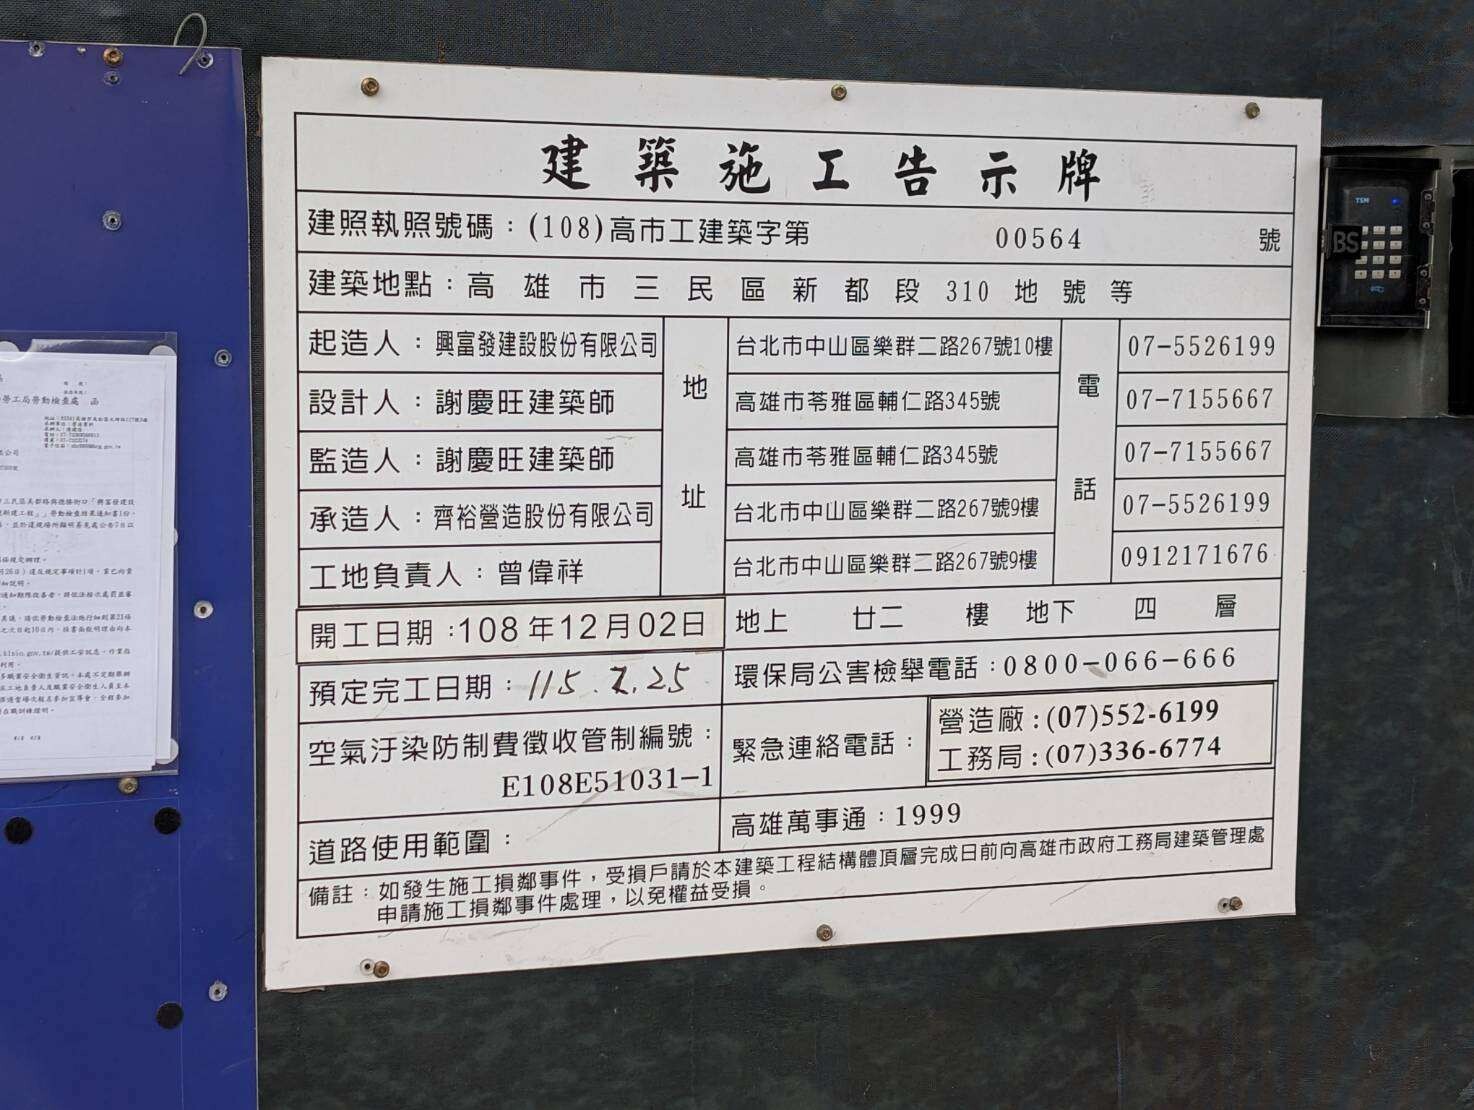 建築施工告示牌
建照執照號碼：(108)高市工建築字第 00564 號
建築地點：高雄市三民區新都段310地號等
起造人：興富發建設股份有限公司 地址 台北市中山區樂群二路267號10樓 電話 07-5526199
設計人：謝慶旺建築師 高雄市苓雅區輔仁路345號 07-7155667
監造人：謝慶旺建築師 高雄市苓雅區輔仁路345號 07-7155667
承造人：齊裕營造股份有限公司 台北市中山區樂群二路267號9樓 07-5526199
工地負責人：曾偉祥 台北市中山區樂群二路267號9樓 0912171676
開工日期：108年12月02日 地上 廿二 樓 地下 四 層
預定完工日期：115.7.25 環保局公害檢舉電話：0800-066-666
空氣汙染防制費徵收管制編號：
E108E51031-1
緊急連絡電話：
營造廠：(07)552-6199
工務局：(07)336-6774
道路使用範圍：
高雄萬事通：1999
備註：如發生施工損鄰事件，受損戶請於本建築工程結構體頂層完成日前向高雄市政府工務局建築管理處
申請施工損鄰事件處理，以免權益受損。
TSM
BS
勞工局勞動檢查處 函